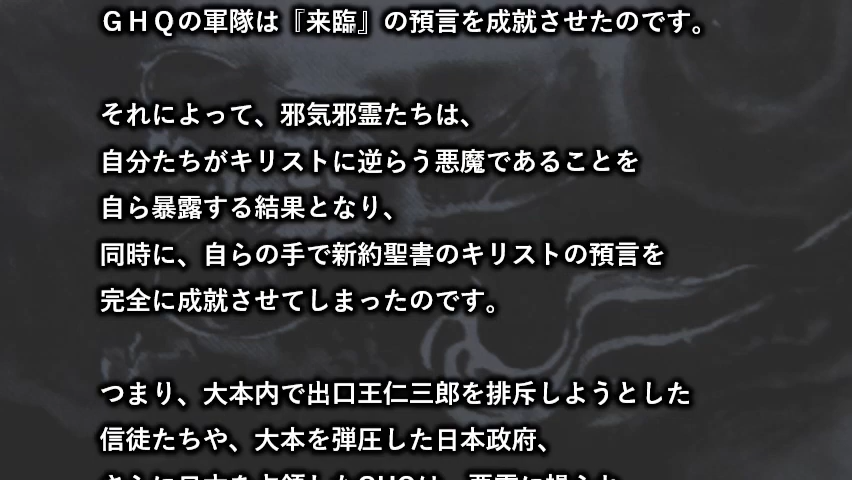 ＧＨＱの軍隊は『来臨』の預言を成就させたのです。
それによって、邪気邪霊たちは、
自分たちがキリストに逆らう悪魔であることを
自ら暴露する結果となり、
同時に、自らの手で新約聖書のキリストの預言を
完全に成就させてしまったのです。
つまり、大本内で出口王仁三郎を排斥しようとした
信徒たちや、大本を弾圧した日本政府、